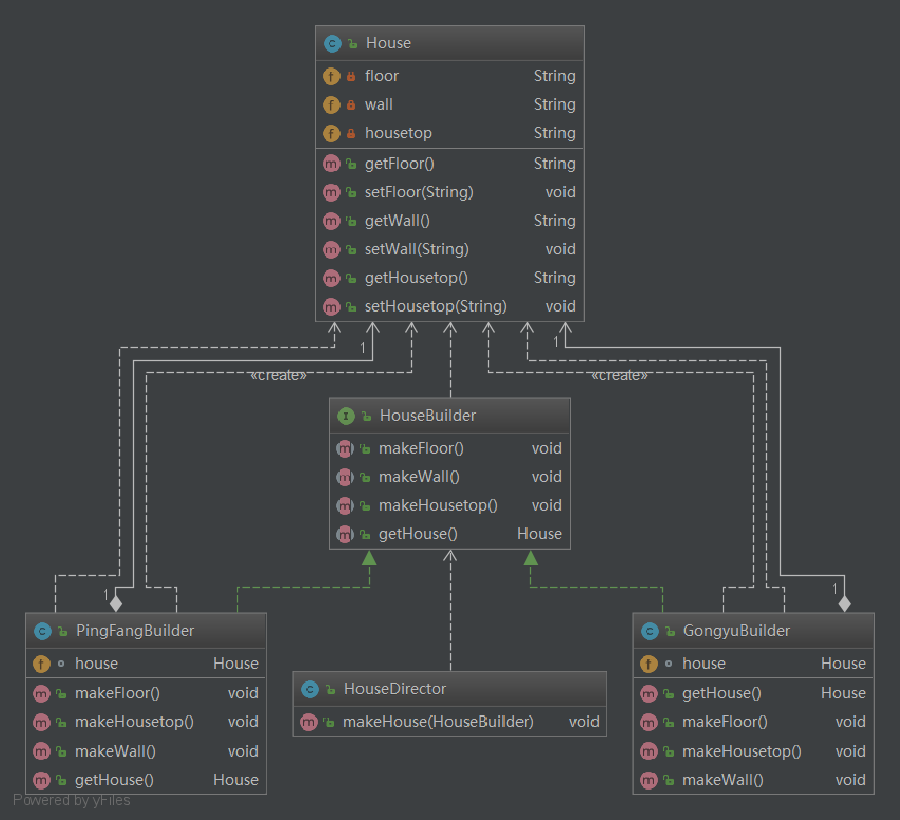 House
floor String
wall String
housetop String
getFloor() String
setFloor(String) void
getWall() String
setWall(String) void
getHousetop() String
setHousetop(String) void
1
1
«create»
«create»
HouseBuilder
makeFloor() void
makeWall() void
makeHousetop() void
getHouse() House
1
1
PingFangBuilder
house House
makeFloor() void
makeHousetop() void
makeWall() void
getHouse() House
HouseDirector
makeHouse(HouseBuilder) void
GongyuBuilder
house House
getHouse() House
makeFloor() void
makeHousetop() void
makeWall() void
Powered by yFiles